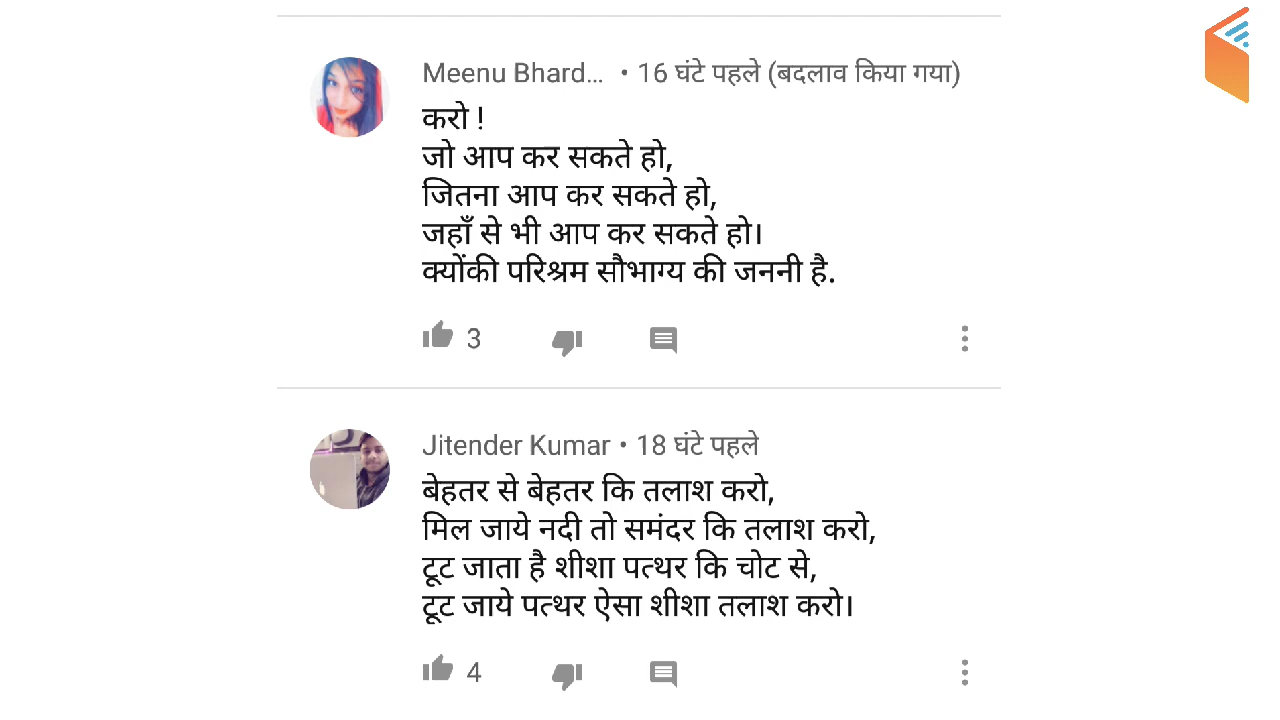 Meenu Bhard... • 16 घंटे पहले (बदलाव किया गया)
करो !
जो आप कर सकते हो,
जितना आप कर सकते हो,
जहाँ से भी आप कर सकते हो।
क्योंकी परिश्रम सौभाग्य की जननी है.
3
Jitender Kumar • 18 घंटे पहले
बेहतर से बेहतर कि तलाश करो,
मिल जाये नदी तो समंदर कि तलाश करो,
टूट जाता है शीशा पत्थर कि चोट से,
टूट जाये पत्थर ऐसा शीशा तलाश करो।
4